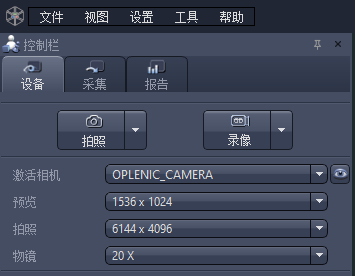 文件 视图 设置 工具 帮助
控制栏
设备 采集 报告
拍照 录像
激活相机 OPLENIC_CAMERA
预览 1536 x 1024
拍照 6144 x 4096
物镜 20 X